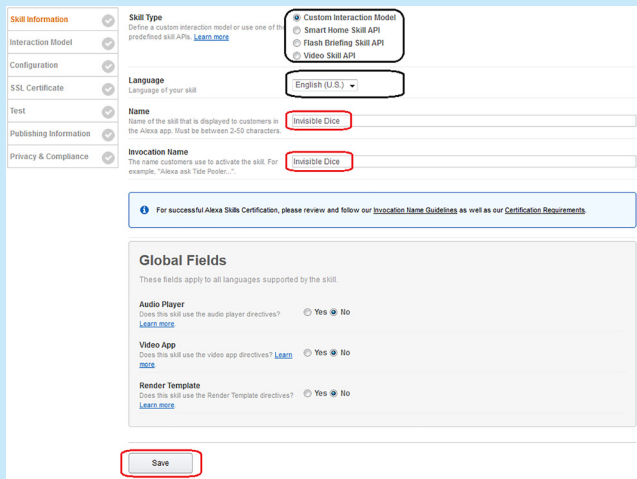 Skill Information
Interaction Model
Configuration
SSL Certificate
Test
Publishing Information
Privacy & Compliance
Skill Type
Define a custom interaction model or use one of the
predefined skill APIs. Learn more
Custom Interaction Model
Smart Home Skill API
Flash Briefing Skill API
Video Skill API
Language
Language of your skill
English (U.S.)
Name
Name of the skill that is displayed to customers in
the Alexa app. Must be between 2-50 characters.
Invisible Dice
Invocation Name
The name customers use to activate the skill. For
example, "Alexa ask Tide Pooler...".
Invisible Dice
For successful Alexa Skills Certification, please review and follow our Invocation Name Guidelines as well as our Certification Requirements.
Global Fields
These fields apply to all languages supported by the skill.
Audio Player
Does this skill use the audio player directives?
Learn more.
Yes No
Video App
Does this skill use the video app directives? Learn
more.
Yes No
Render Template
Does this skill use the Render Template directives?
Learn more.
Yes No
Save